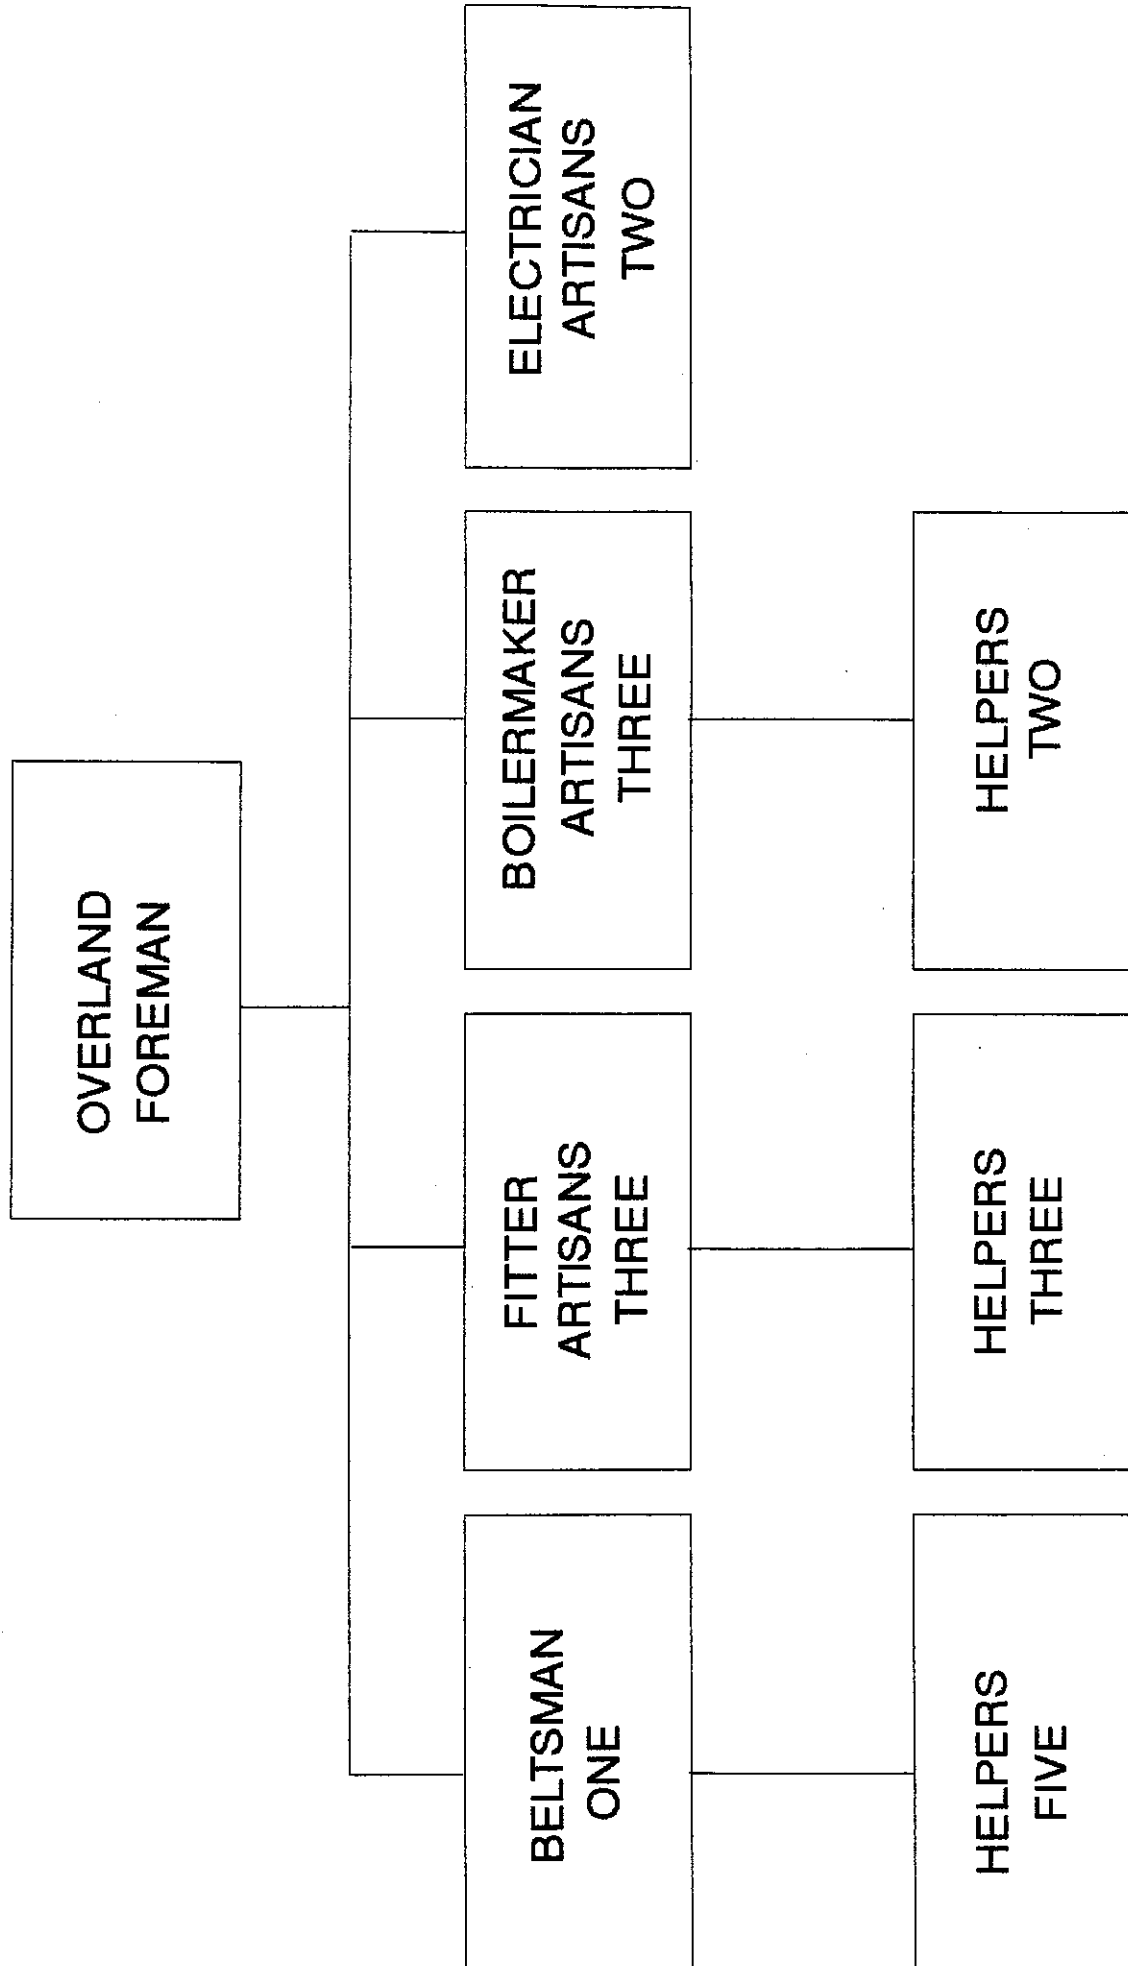 OVERLAND
FOREMAN
BELTSMAN
ONE
FITTER
ARTISANS
THREE
BOILERMAKER
ARTISANS
THREE
ELECTRICIAN
ARTISANS
TWO
HELPERS
FIVE
HELPERS
THREE
HELPERS
TWO